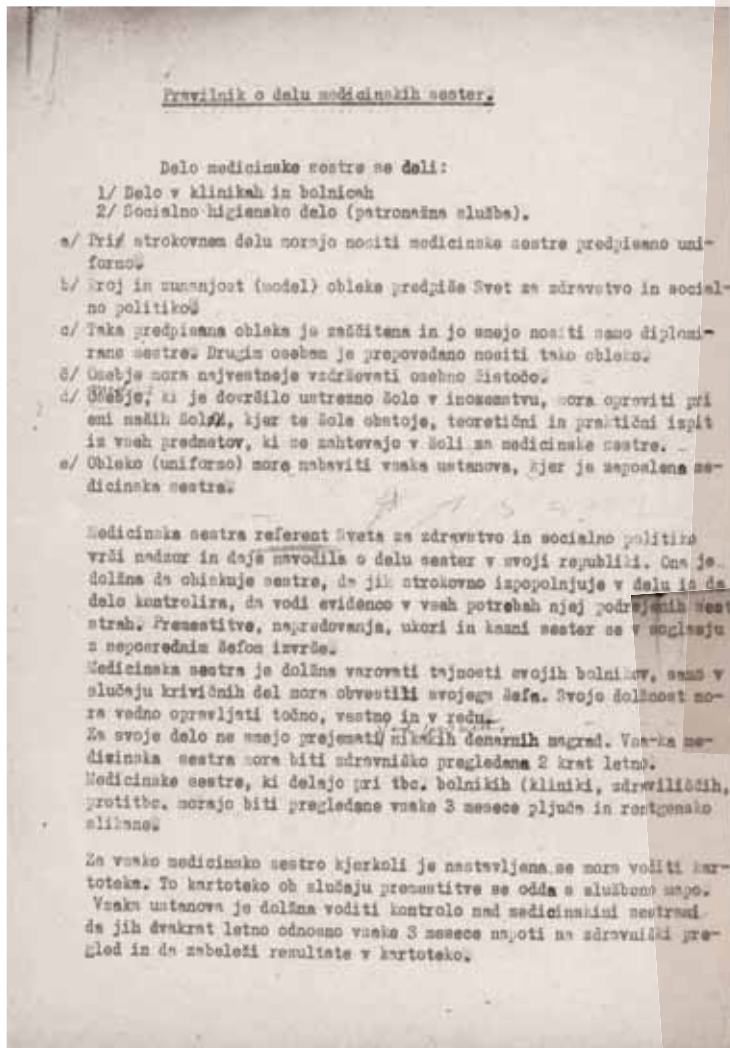 Pravilnik o delu medicinskih sester.
Delo medicinske sestre se deli:
1/ Delo v klinikah in bolnicah
2/ Socialno higiensko delo (patronažna služba).
a/ Pri strokovnem delu morajo nositi medicinske sestre predpisano uni-
formo.
b/ Kroj in zunanjost (model) obleke predpiše Svet za zdravstvo in social-
no politiko.
c/ Taka predpisana obleka je zaščitena in jo smejo nositi samo diplomi-
rane sestre. Drugim osebam je prepovedano nositi tako obleko.
č/ Osebje mora najvestneje vzdrževati osebno čistočo.
d/ Osebje, ki je dovršilo ustrezno šolo v inozemstvu, mora opraviti pri
eni naših šol, kjer te šole obstoje, teoretični in praktični ispit
iz vseh predmetov, ki se zahtevajo v šoli za medicinske sestre.
e/ Obleko (uniformo) mora nabaviti vsaka ustanova, kjer je zaposlena me-
dicinska sestra.
Medicinska sestra referent Sveta za zdravstvo in socialno politiko
vrši nadzor in daje navodila o delu sester v svoji republiki. Ona je
dolžna da obiskuje sestre, da jih strokovno izpopolnjuje v delu in da
delo kontrolira, da vodi evidenco v vseh potrebah njej podrejenih sest
strah. Premestitve, napredovanja, ukori in kazni sester se v soglasju
z neposrednim šefom izvrše.
Medicinska sestra je dolžna varovati tajnosti svojih bolnikov, samo v
slučaju krivičnih del mora obvestili svojega šefa. Svojo dolžnost mo-
ra vedno opravljati točno, vestno in v redu.
Za svoje delo ne smejo prejemati nikakih denarnih nagrad. Vsa-ka me-
dicinska sestra mora biti zdravniško pregledana 2 krat letno.
Medicinske sestre, ki delajo pri tbc. bolnikih (kliniki, zdraviliščih,
protitbc. morajo biti pregledane vsake 3 mesece pljuča in rentgensko
slikane.
Za vsako medicinsko sestro kjerkoli je nastavljena se mora voditi kar-
toteka. To kartoteko ob slučaju premestitve se odda s službeno mapo.
Vsaka ustanova je dolžna voditi kontrolo nad medicinskimi sestrami
da jih dvakrat letno odnosno vsake 3 mesece napoti na zdravniški pre-
gled in da zabeleži rezultate v kartoteko.